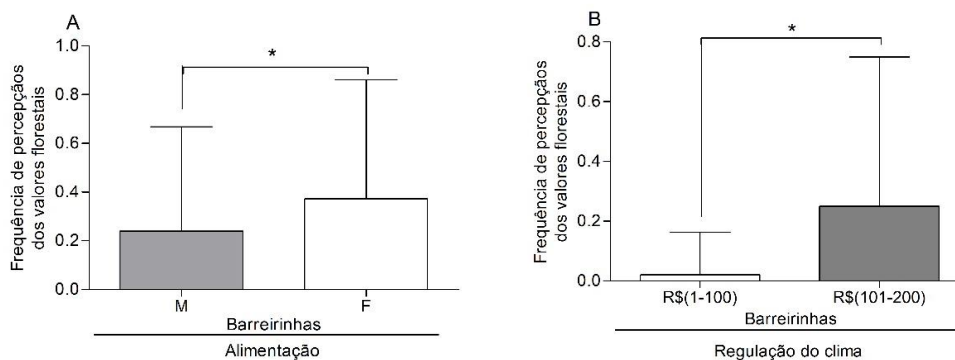 A
*
Frequência de percepçãos
dos valores florestais
1.0
0.8
0.6
0.4
0.2
0.0
M
F
Barreirinhas
Alimentação
B
*
Frequência de percepçãos
dos valores florestais
0.8
0.6
0.4
0.2
0.0
R$(1-100)
R$(101-200)
Barreirinhas
Regulação do clima